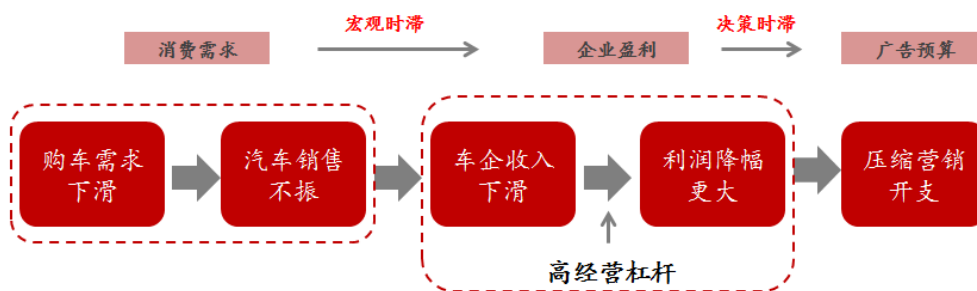 消费需求
宏观时滞
企业盈利
决策时滞
广告预算
购车需求
下滑
汽车销售
不振
车企收入
下滑
利润降幅
更大
压缩营销
开支
高经营杠杆